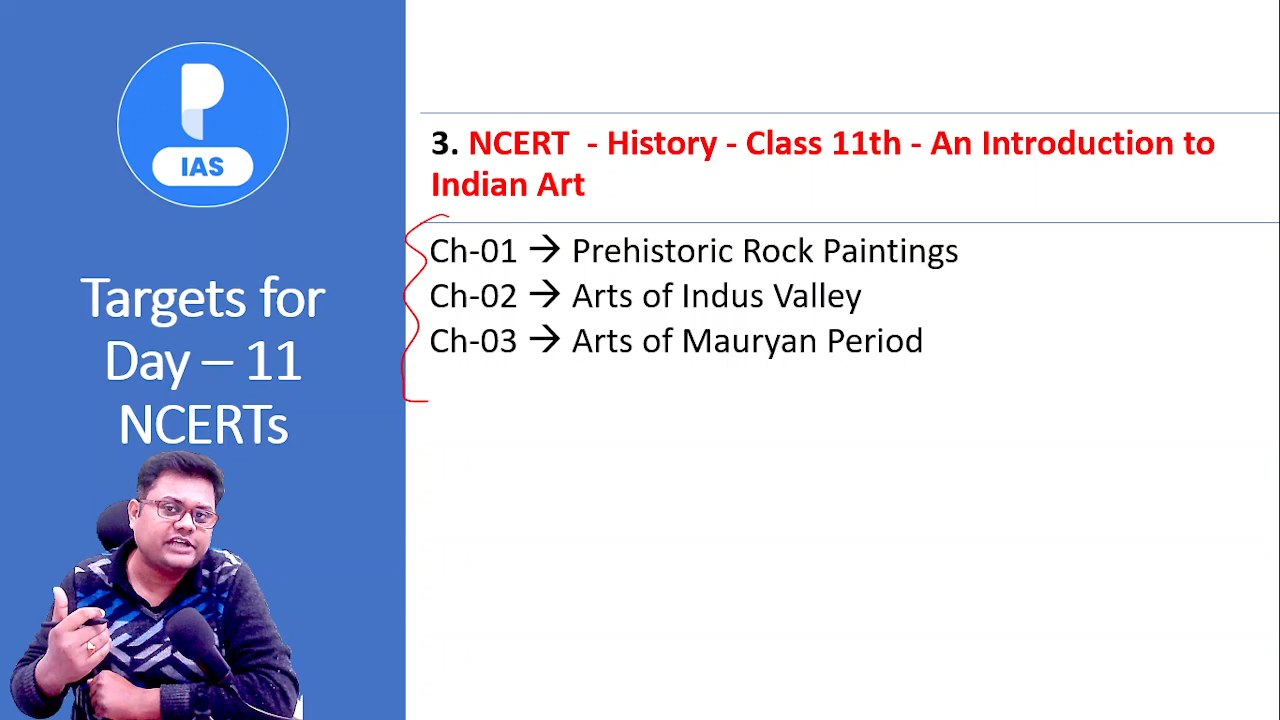 P
IAS
Targets for
Day – 11
NCERTs
3. NCERT - History - Class 11th - An Introduction to
Indian Art
Ch-01 → Prehistoric Rock Paintings
Ch-02 → Arts of Indus Valley
Ch-03 → Arts of Mauryan Period